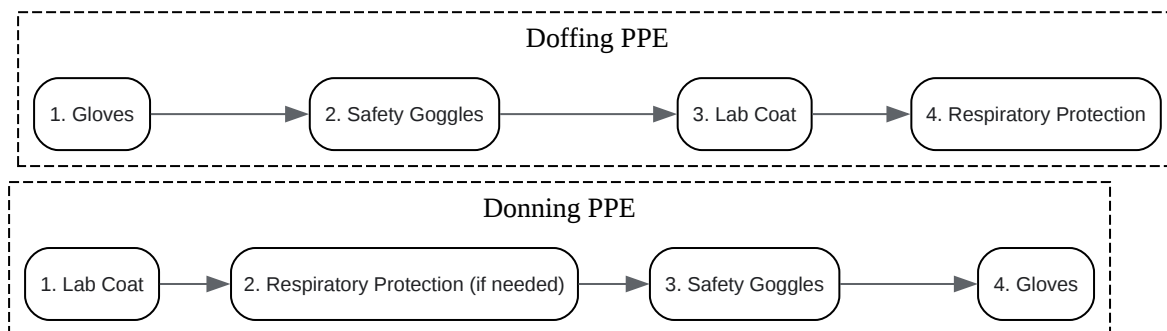 Doffing PPE
1. Gloves
2. Safety Goggles
3. Lab Coat
4. Respiratory Protection
Donning PPE
1. Lab Coat
2. Respiratory Protection (if needed)
3. Safety Goggles
4. Gloves